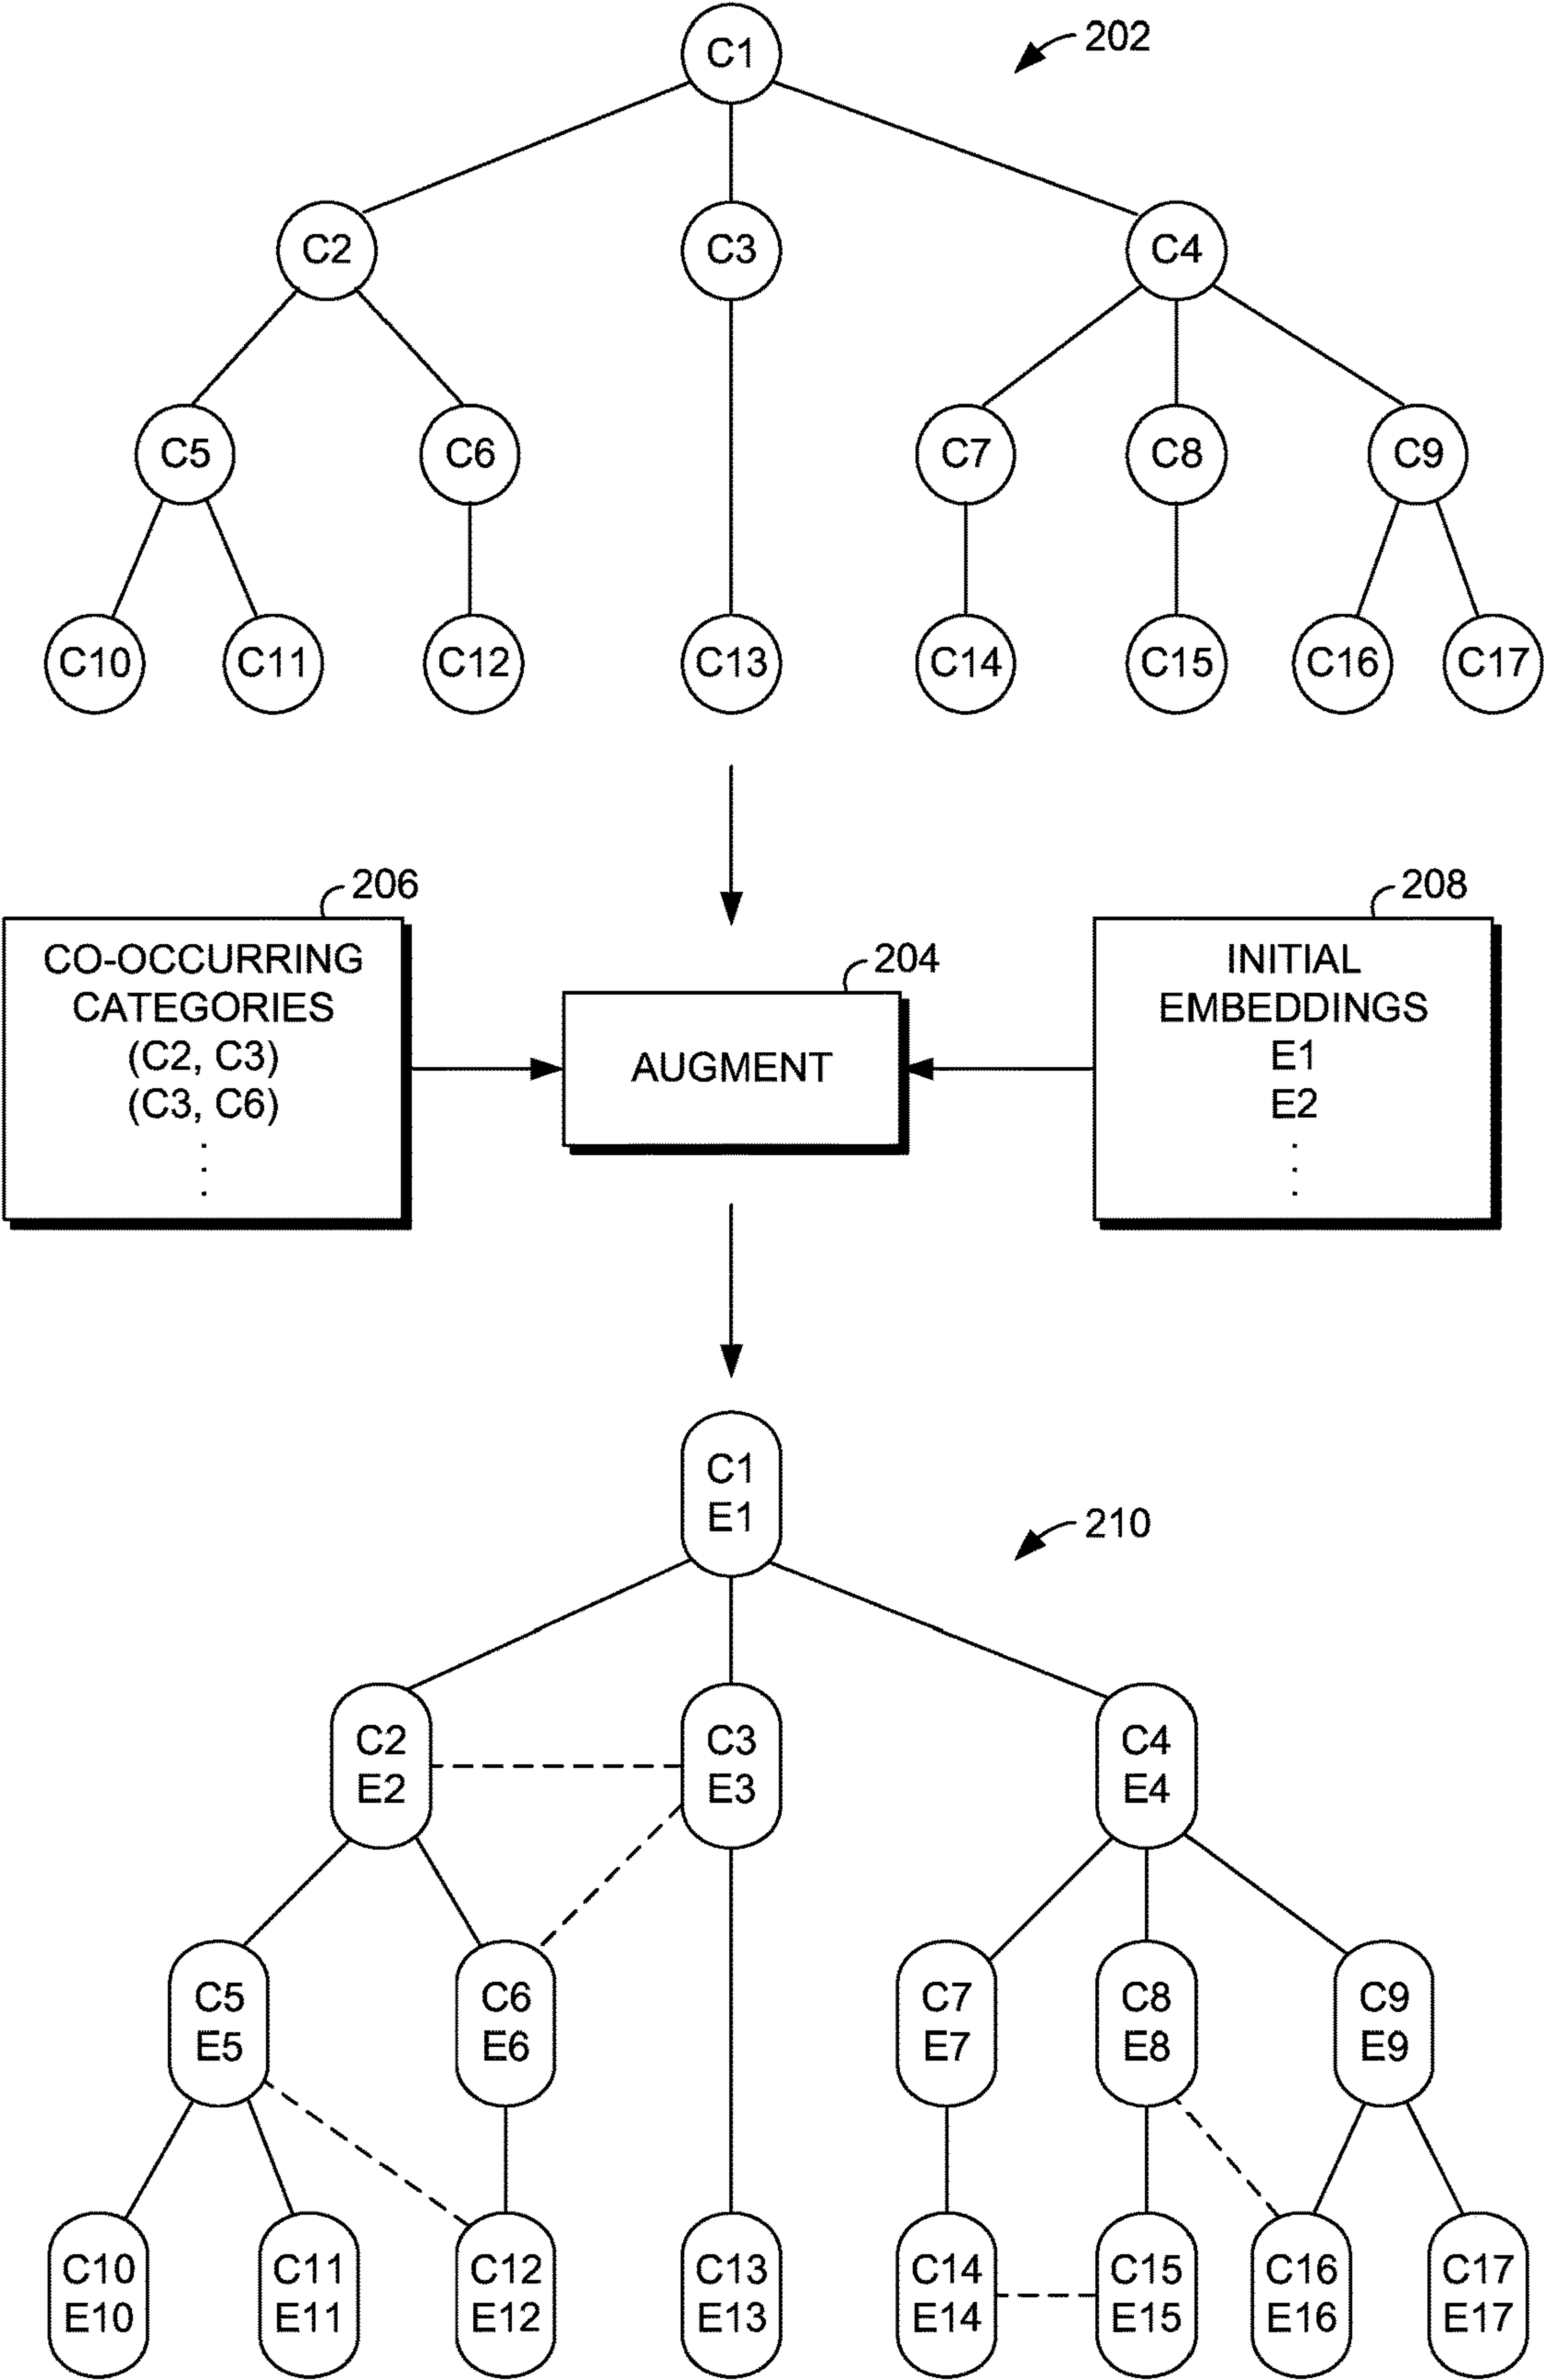 C1
202
C2
C3
C4
C5
C6
C7
C8
C9
C10
C11
C12
C13
C14
C15
C16
C17
206
CO-OCCURRING
CATEGORIES
(C2, C3)
(C3, C6)
.
.
.
204
AUGMENT
208
INITIAL
EMBEDDINGS
E1
E2
.
.
.
C1
E1
210
C2
E2
C3
E3
C4
E4
C5
E5
C6
E6
C7
E7
C8
E8
C9
E9
C10
E10
C11
E11
C12
E12
C13
E13
C14
E14
C15
E15
C16
E16
C17
E17